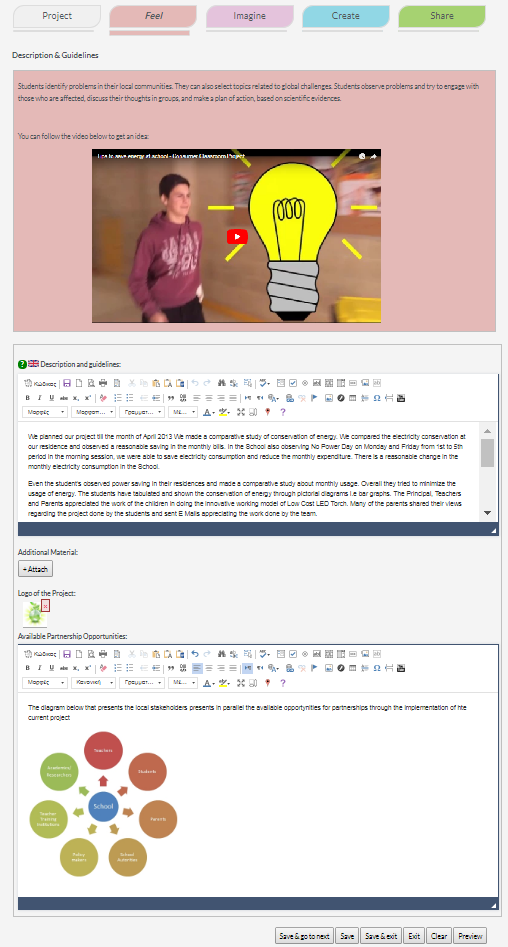 Project
Feel
Imagine
Create
Share
Description & Guidelines
Students identify problems in their local communities. They can also select topics related to global challenges. Students observe problems and try to engage with
those who are affected, discuss their thoughts in groups, and make a plan of action, based on scientific evidences.
You can follow the video below to get an idea:
to save energy at school - Consumer Classroom Project
Description and guidelines:
Κώδικας
Μορφές
Γραμματ...
Μέ...
We planned our project till the month of April 2013 We made a comparative study of conservation of energy. We compared the electricity conservation at
our residence and observed a reasonable saving in the monthly bills. In the School also observing No Power Day on Monday and Friday from 1st to 5th
period in the morning session, we were able to save electricity consumption and reduce the monthly expenditure. There is a reasonable change in the
monthly electricity consumption in the School.
Even the student's observed power saving in their residences and made a comparative study about monthly usage. Overall they tried to minimize the
usage of energy. The students have tabulated and shown the conservation of energy through pictorial diagrams i.e bar graphs. The Principal, Teachers
and Parents appreciated the work of the children in doing the innovative working model of Low Cost LED Torch. Many of the parents shared their views
regarding the project done by the students and sent E Mails appreciating the work done by the team.
Additional Material:
+Attach
Logo of the Project:
x
Available Partnership Opportunities:
Κώδικας
Μορφές
Κανονική
Γραμματ...
Μέ...
The diagram below that presents the local stakeholders presents in parallel the available opportynities for partnerships through the implementation of hte
current project
Teachers
Academics/
Researchers
Students
School
Teacher
Training
Institutions
Parents
Policy
makers
School
Authorities
Save & go to next
Save
Save & exit
Exit
Clear
Preview